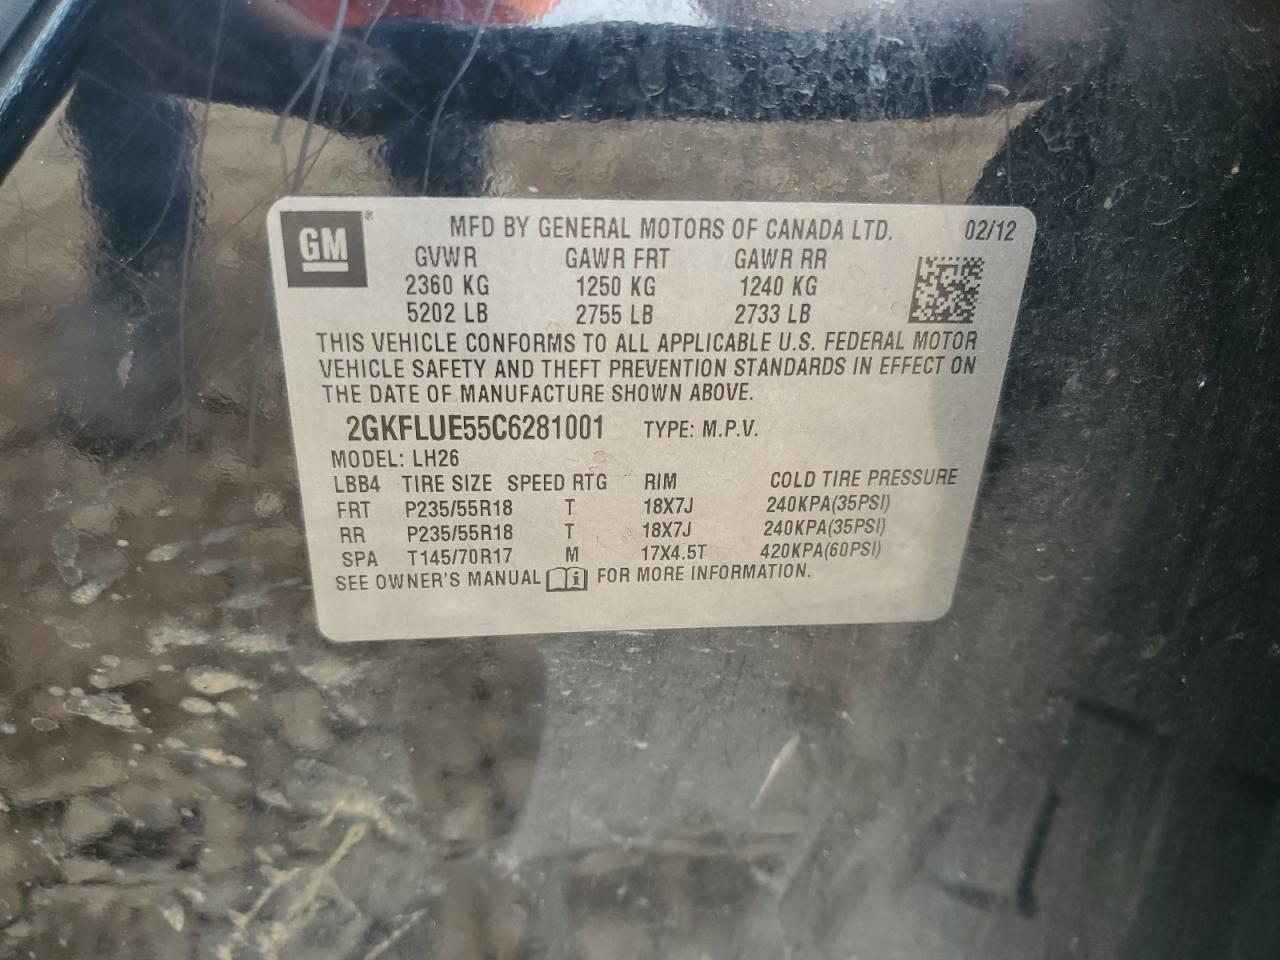 GM ® MFD BY GENERAL MOTORS OF CANADA LTD. 02/12
GVWR GAWR FRT GAWR RR
2360 KG 1250 KG 1240 KG
5202 LB 2755 LB 2733 LB
THIS VEHICLE CONFORMS TO ALL APPLICABLE U.S. FEDERAL MOTOR
VEHICLE SAFETY AND THEFT PREVENTION STANDARDS IN EFFECT ON
THE DATE OF MANUFACTURE SHOWN ABOVE.
2GKFLUE55C6281001 TYPE: M.P.V.
MODEL: LH26
LBB4 TIRE SIZE SPEED RTG RIM COLD TIRE PRESSURE
FRT P235/55R18 T 18X7J 240KPA(35PSI)
RR P235/55R18 T 18X7J 240KPA(35PSI)
SPA T145/70R17 M 17X4.5T 420KPA(60PSI)
SEE OWNER'S MANUAL i FOR MORE INFORMATION.